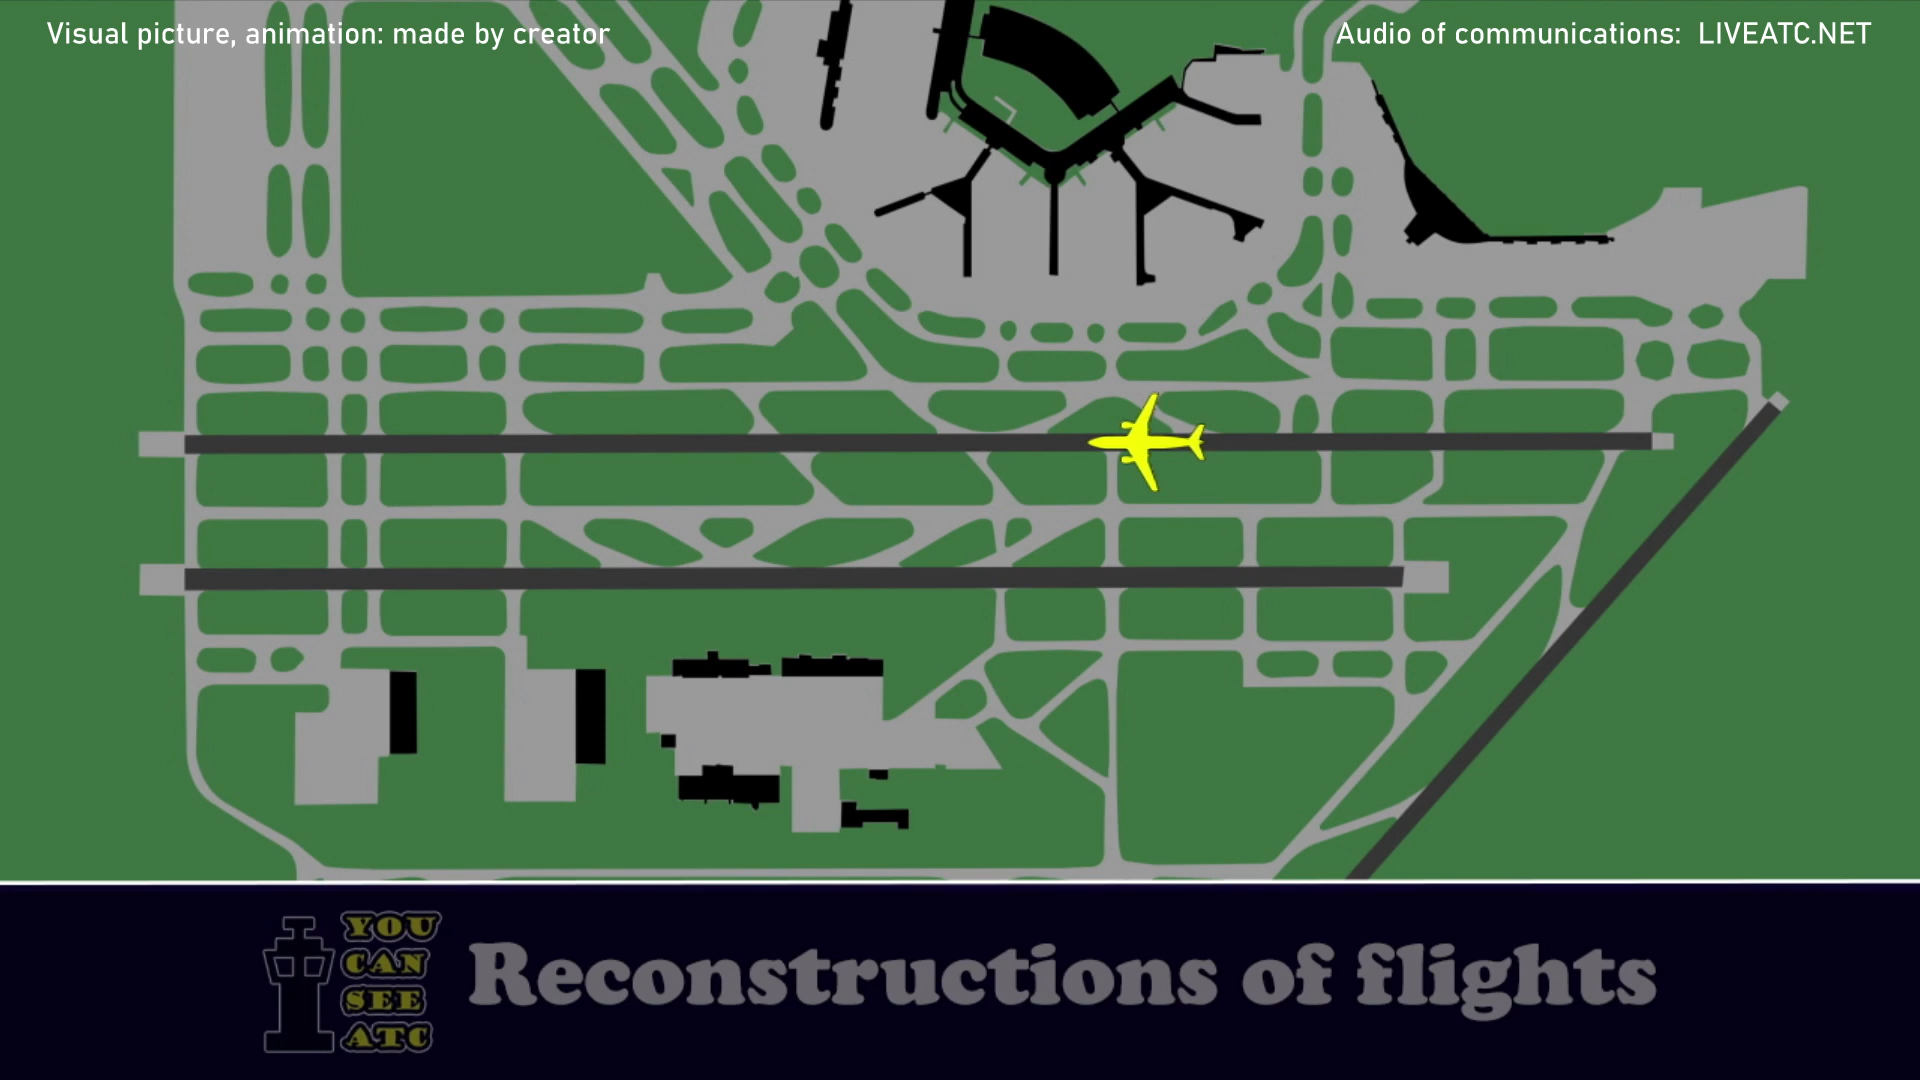 Visual picture, animation: made by creator
Audio of communications: LIVEATC.NET
YOU
CAN
SEE
ATC
Reconstructions of flights